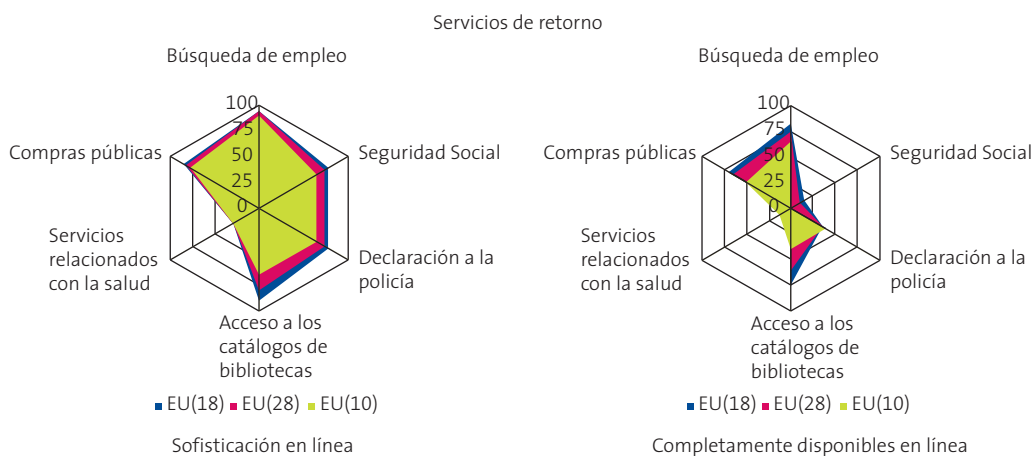 Servicios de retorno
Búsqueda de empleo
100
75
50
25
0
Compras públicas
Seguridad Social
Servicios
relacionados
con la salud
Declaración a la
policía
Acceso a los
catálogos de
bibliotecas
EU(18) EU(28) EU(10)
Sofisticación en línea
Búsqueda de empleo
100
75
50
25
0
Compras públicas
Seguridad Social
Servicios
relacionados
con la salud
Declaración a la
policía
Acceso a los
catálogos de
bibliotecas
EU(18) EU(28) EU(10)
Completamente disponibles en línea